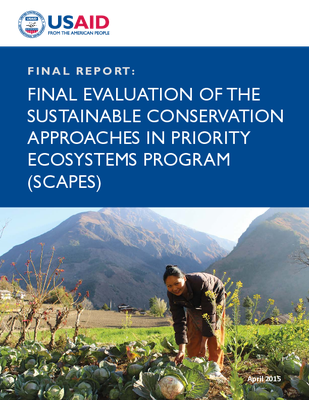 USAID
FROM THE AMERICAN PEOPLE
FINAL REPORT:
FINAL EVALUATION OF THE
SUSTAINABLE CONSERVATION
APPROACHES IN PRIORITY
ECOSYSTEMS PROGRAM
(SCAPES)
April 2015